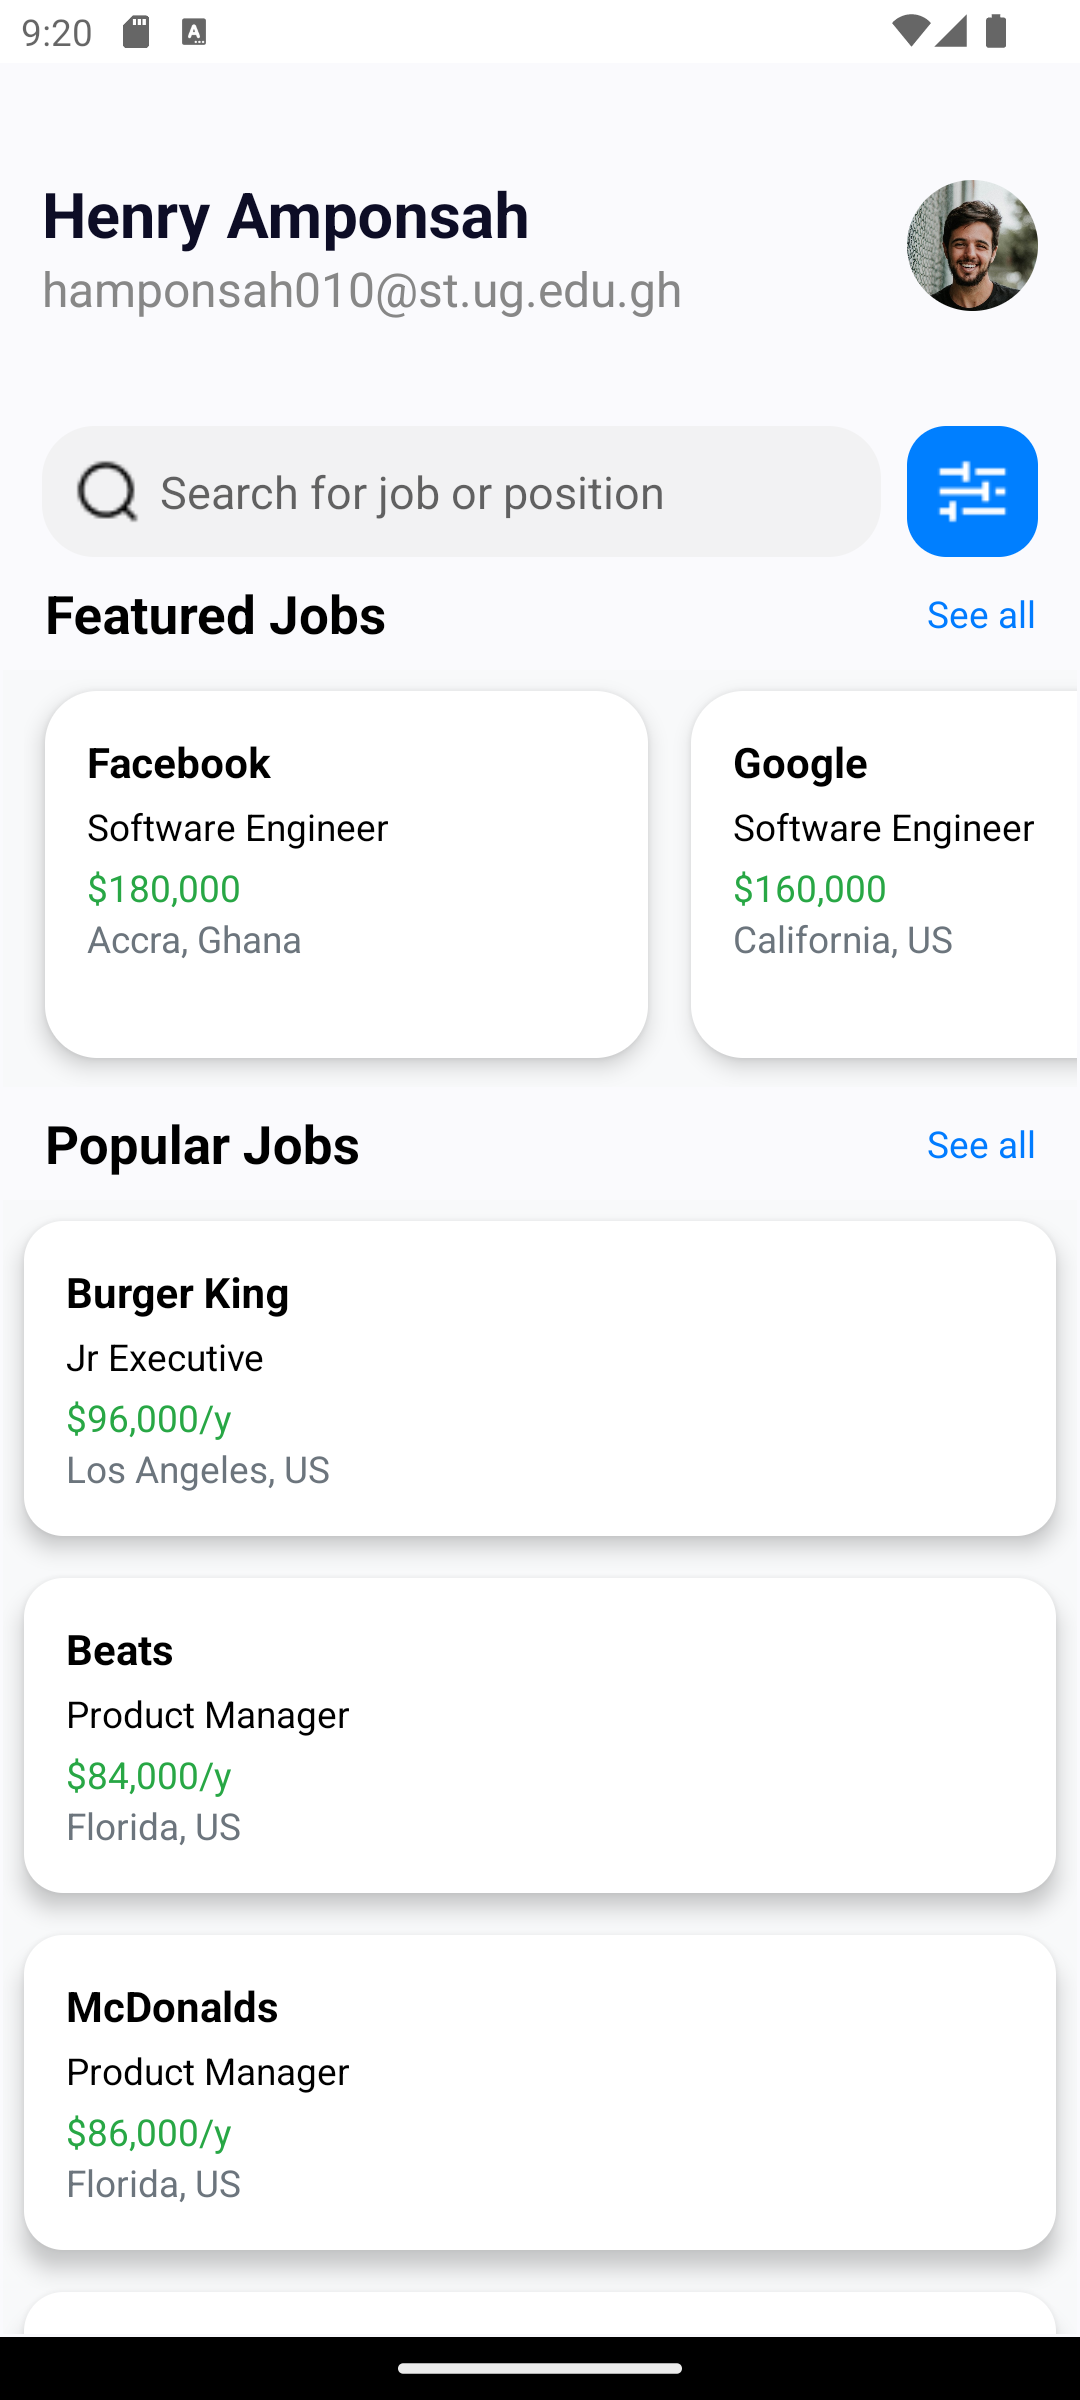 9:20
Henry Amponsah
hamponsah010@st.ug.edu.gh
Search for job or position
Featured Jobs
See all
Facebook
Software Engineer
$180,000
Accra, Ghana
Google
Software Engineer
$160,000
California, US
Popular Jobs
See all
Burger King
Jr Executive
$96,000/y
Los Angeles, US
Beats
Product Manager
$84,000/y
Florida, US
McDonalds
Product Manager
$86,000/y
Florida, US